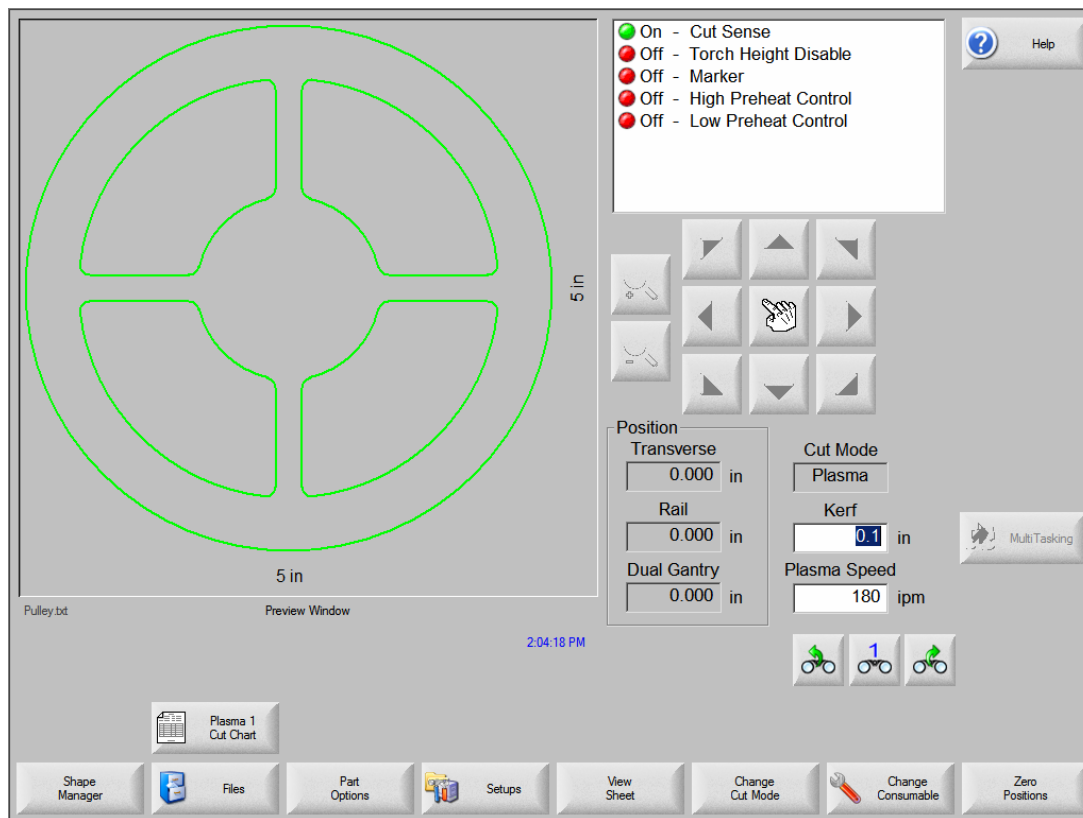 On - Cut Sense
Off - Torch Height Disable
Off - Marker
Off - High Preheat Control
Off - Low Preheat Control
Help
5 in
5 in
Pulley.txt
Preview Window
2:04:18 PM
Position
Transverse
0.000 in
Rail
0.000 in
Dual Gantry
0.000 in
Cut Mode
Plasma
Kerf
0.1 in
Plasma Speed
180 ipm
MultiTasking
1
Plasma 1
Cut Chart
Shape
Manager
Files
Part
Options
Setups
View
Sheet
Change
Cut Mode
Change
Consumable
Zero
Positions